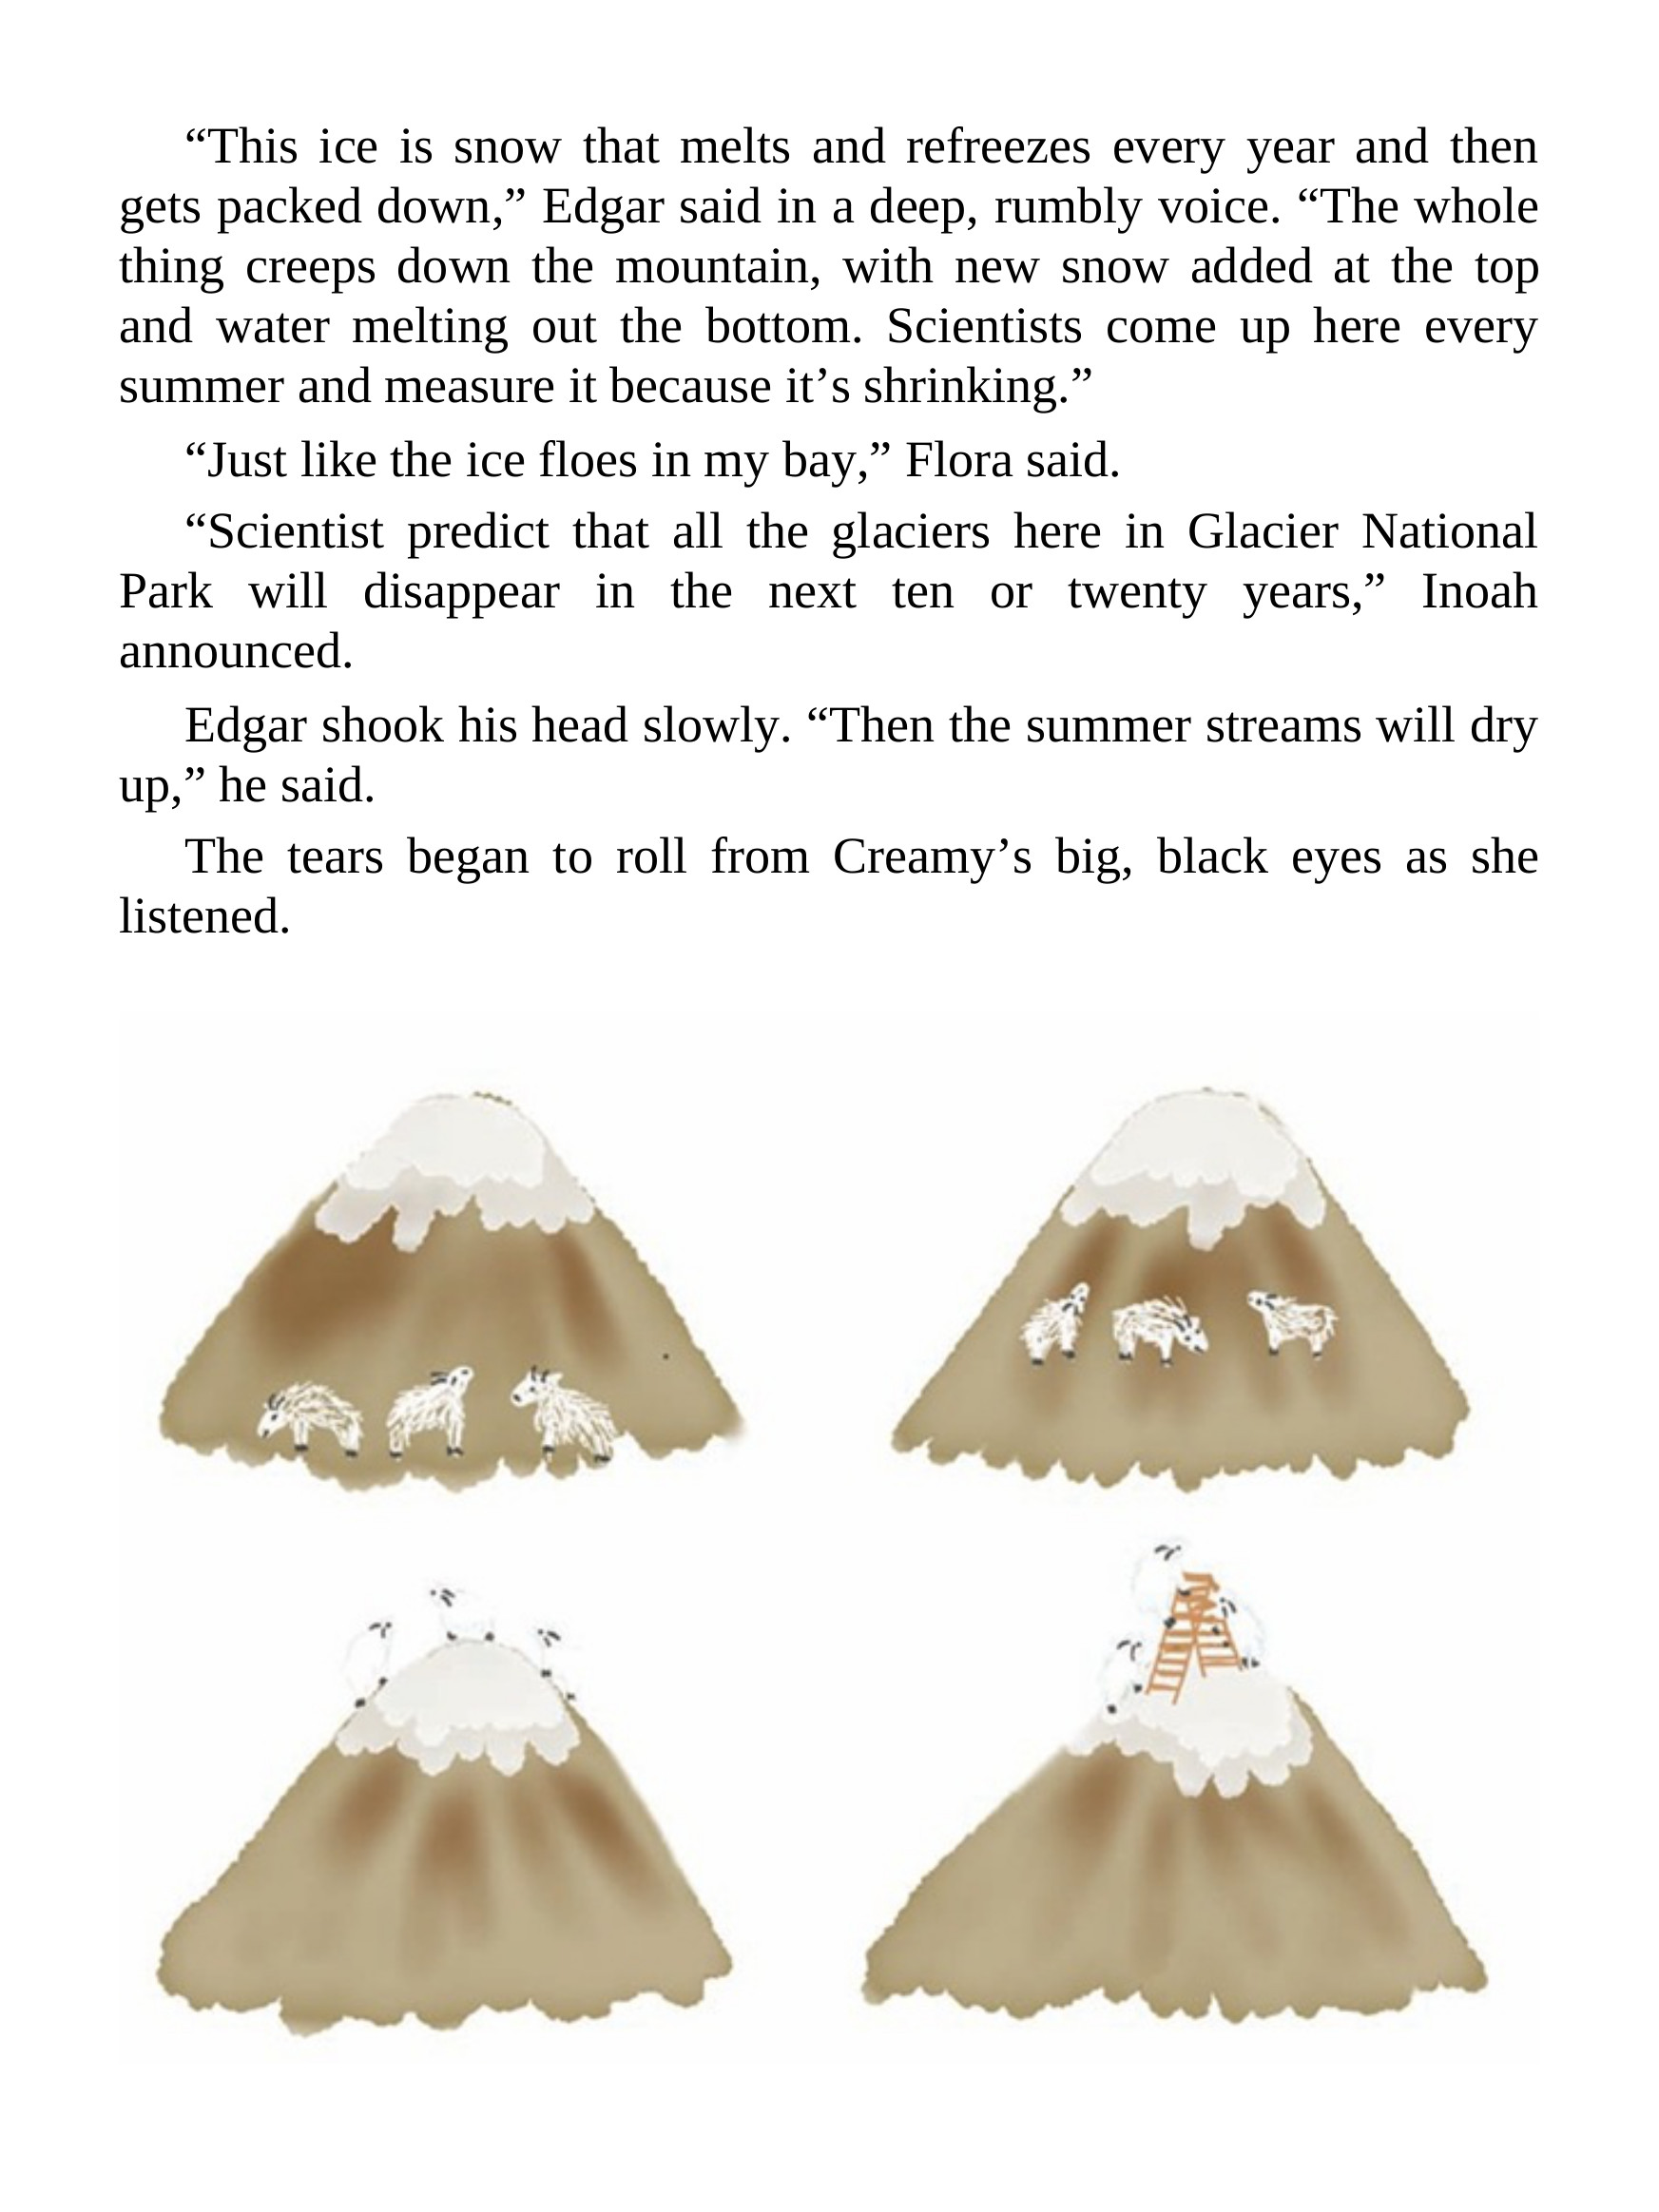 “This ice is snow that melts and refreezes every year and then
gets packed down,” Edgar said in a deep, rumbly voice. “The whole
thing creeps down the mountain, with new snow added at the top
and water melting out the bottom. Scientists come up here every
summer and measure it because it’s shrinking.”
“Just like the ice floes in my bay,” Flora said.
“Scientist predict that all the glaciers here in Glacier National
Park will disappear in the next ten or twenty years,” Inoah
announced.
Edgar shook his head slowly. “Then the summer streams will dry
up,” he said.
The tears began to roll from Creamy’s big, black eyes as she
listened.